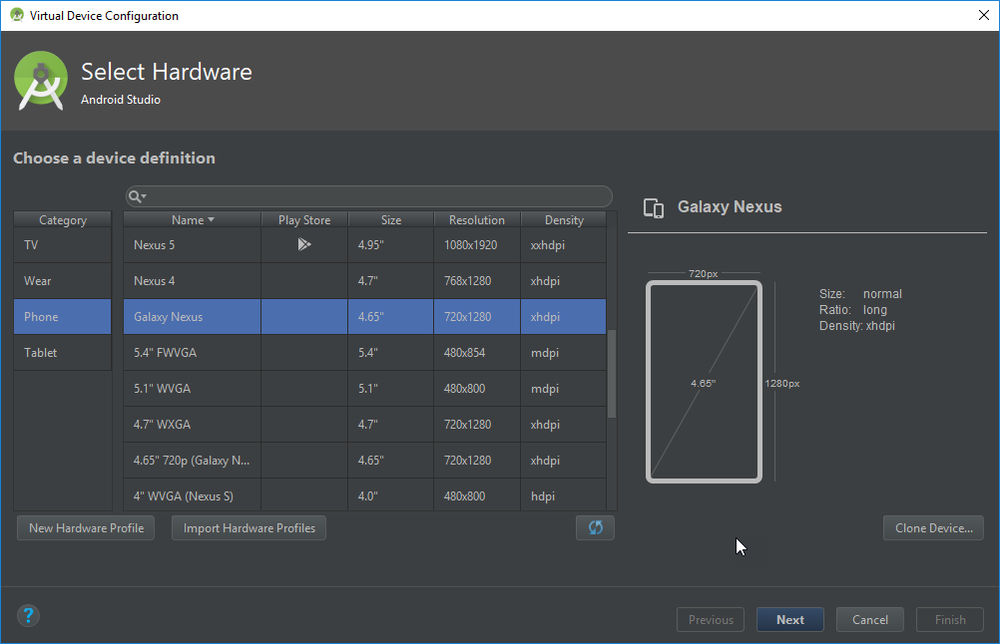 Virtual Device Configuration
Select Hardware
Android Studio
Choose a device definition
Category
TV
Wear
Phone
Tablet
Name Play Store Size Resolution Density
Nexus 5 4.95" 1080x1920 xxhdpi
Nexus 4 4.7" 768x1280 xhdpi
Galaxy Nexus 4.65" 720x1280 xhdpi
5.4" FWVGA 5.4" 480x854 mdpi
5.1" WVGA 5.1" 480x800 mdpi
4.7" WXGA 4.7" 720x1280 xhdpi
4.65" 720p (Galaxy N... 4.65" 720x1280 xhdpi
4" WVGA (Nexus S) 4.0" 480x800 hdpi
New Hardware Profile Import Hardware Profiles
Galaxy Nexus
720px
4.65"
1280px
Size: normal
Ratio: long
Density: xhdpi
Clone Device...
?
Previous Next Cancel Finish